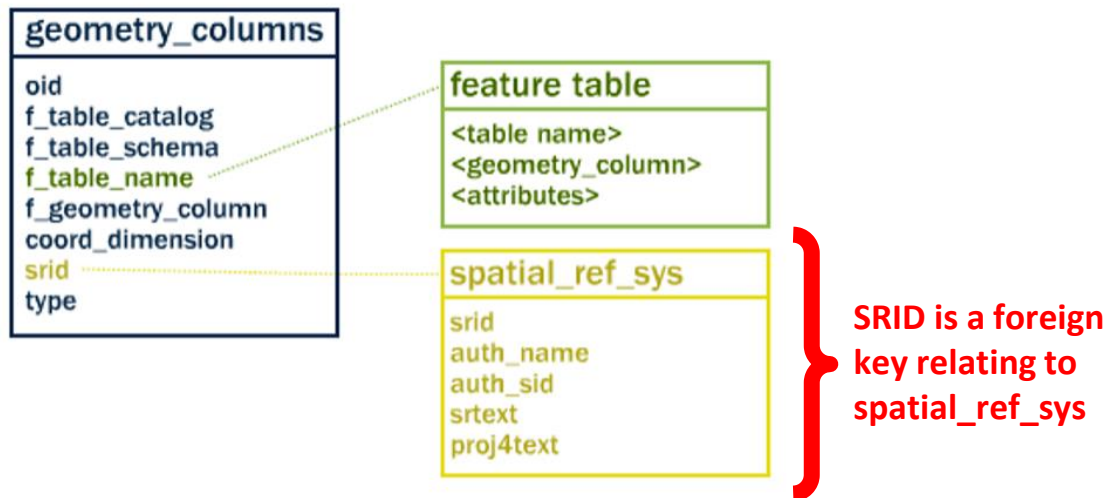 geometry_columns
oid
f_table_catalog
f_table_schema
f_table_name
f_geometry_column
coord_dimension
srid
type
feature table
<table name>
<geometry_column>
<attributes>
spatial_ref_sys
srid
auth_name
auth_sid
srtext
proj4text
SRID is a foreign
key relating to
spatial_ref_sys